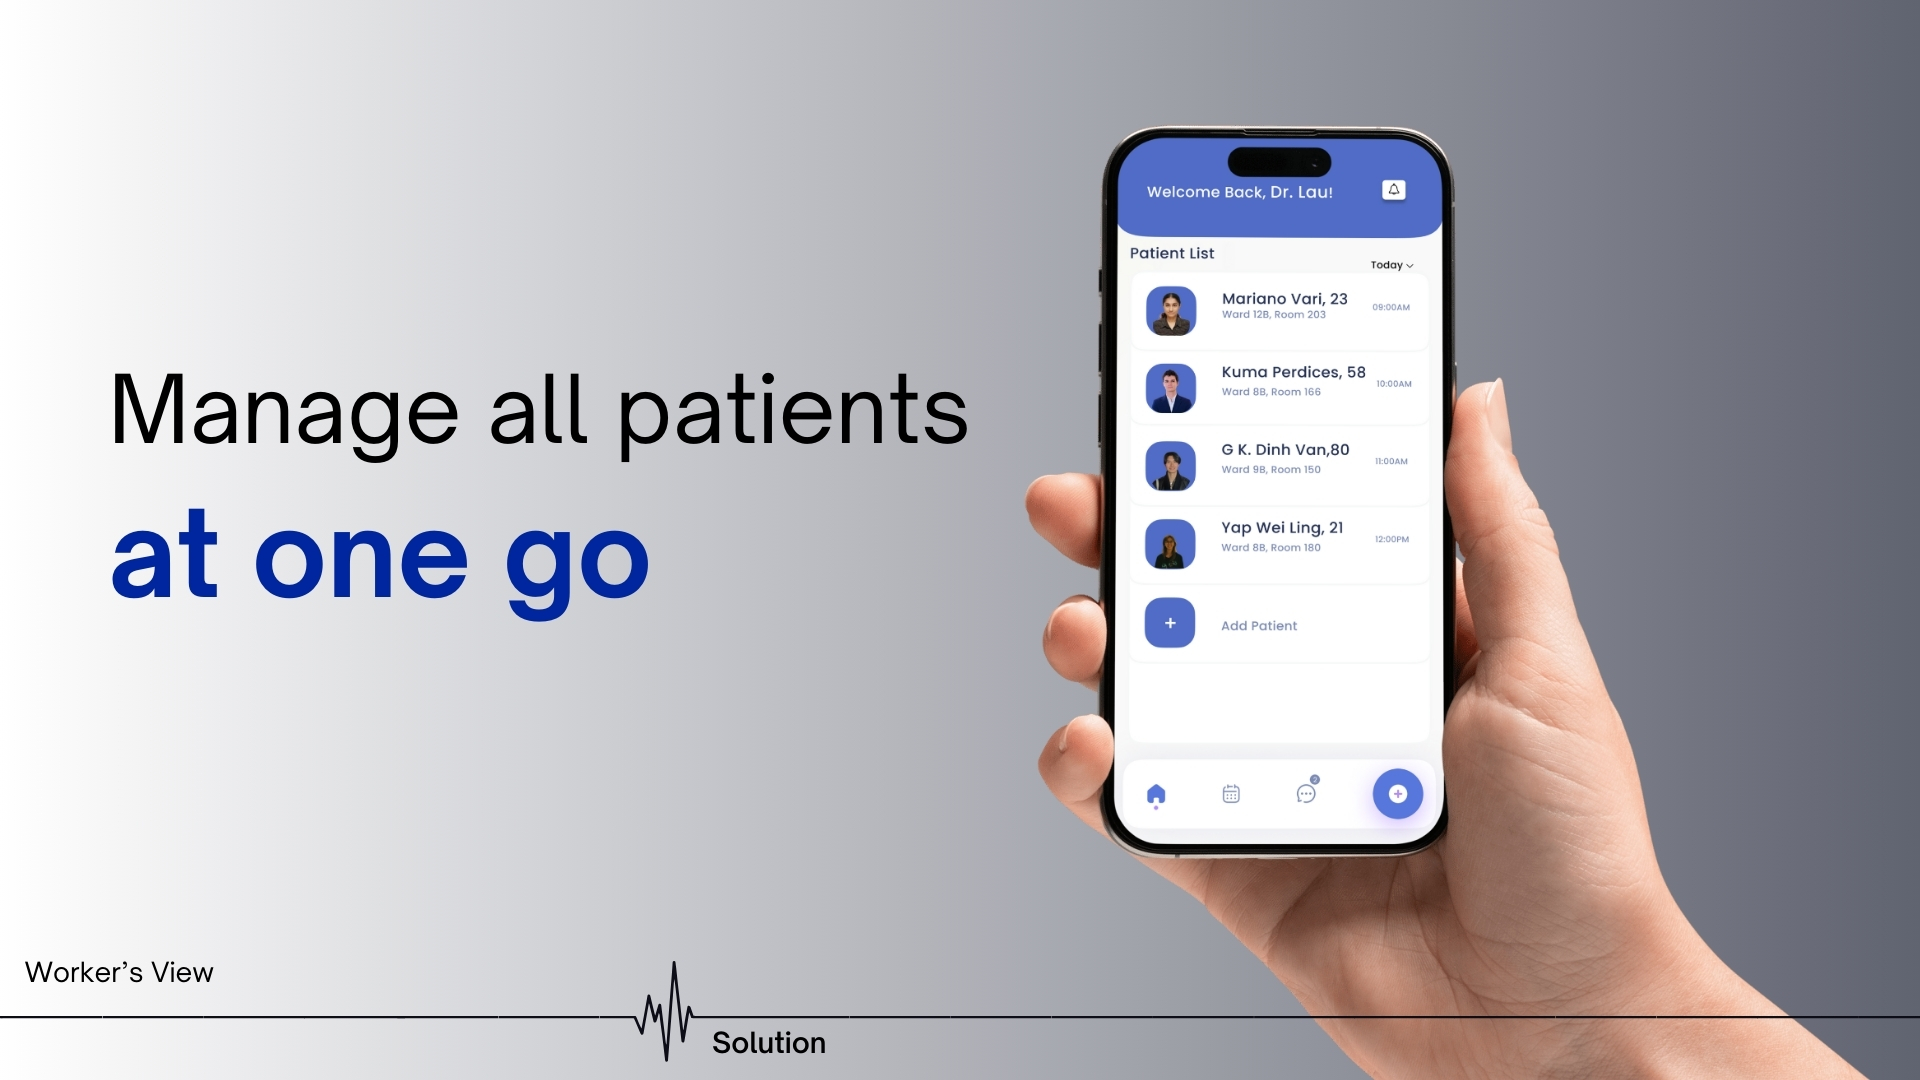 Manage all patients
at one go
Worker's View
Solution
Welcome Back, Dr. Lau!
Patient List
Today
Mariano Vari, 23
Ward 12B, Room 203
09:00AM
Kuma Perdices, 58
Ward 8B, Room 166
10:00AM
G K. Dinh Van,80
Ward 9B, Room 150
11:00AM
Yap Wei Ling, 21
Ward 8B, Room 180
12:00PM
Add Patient
2